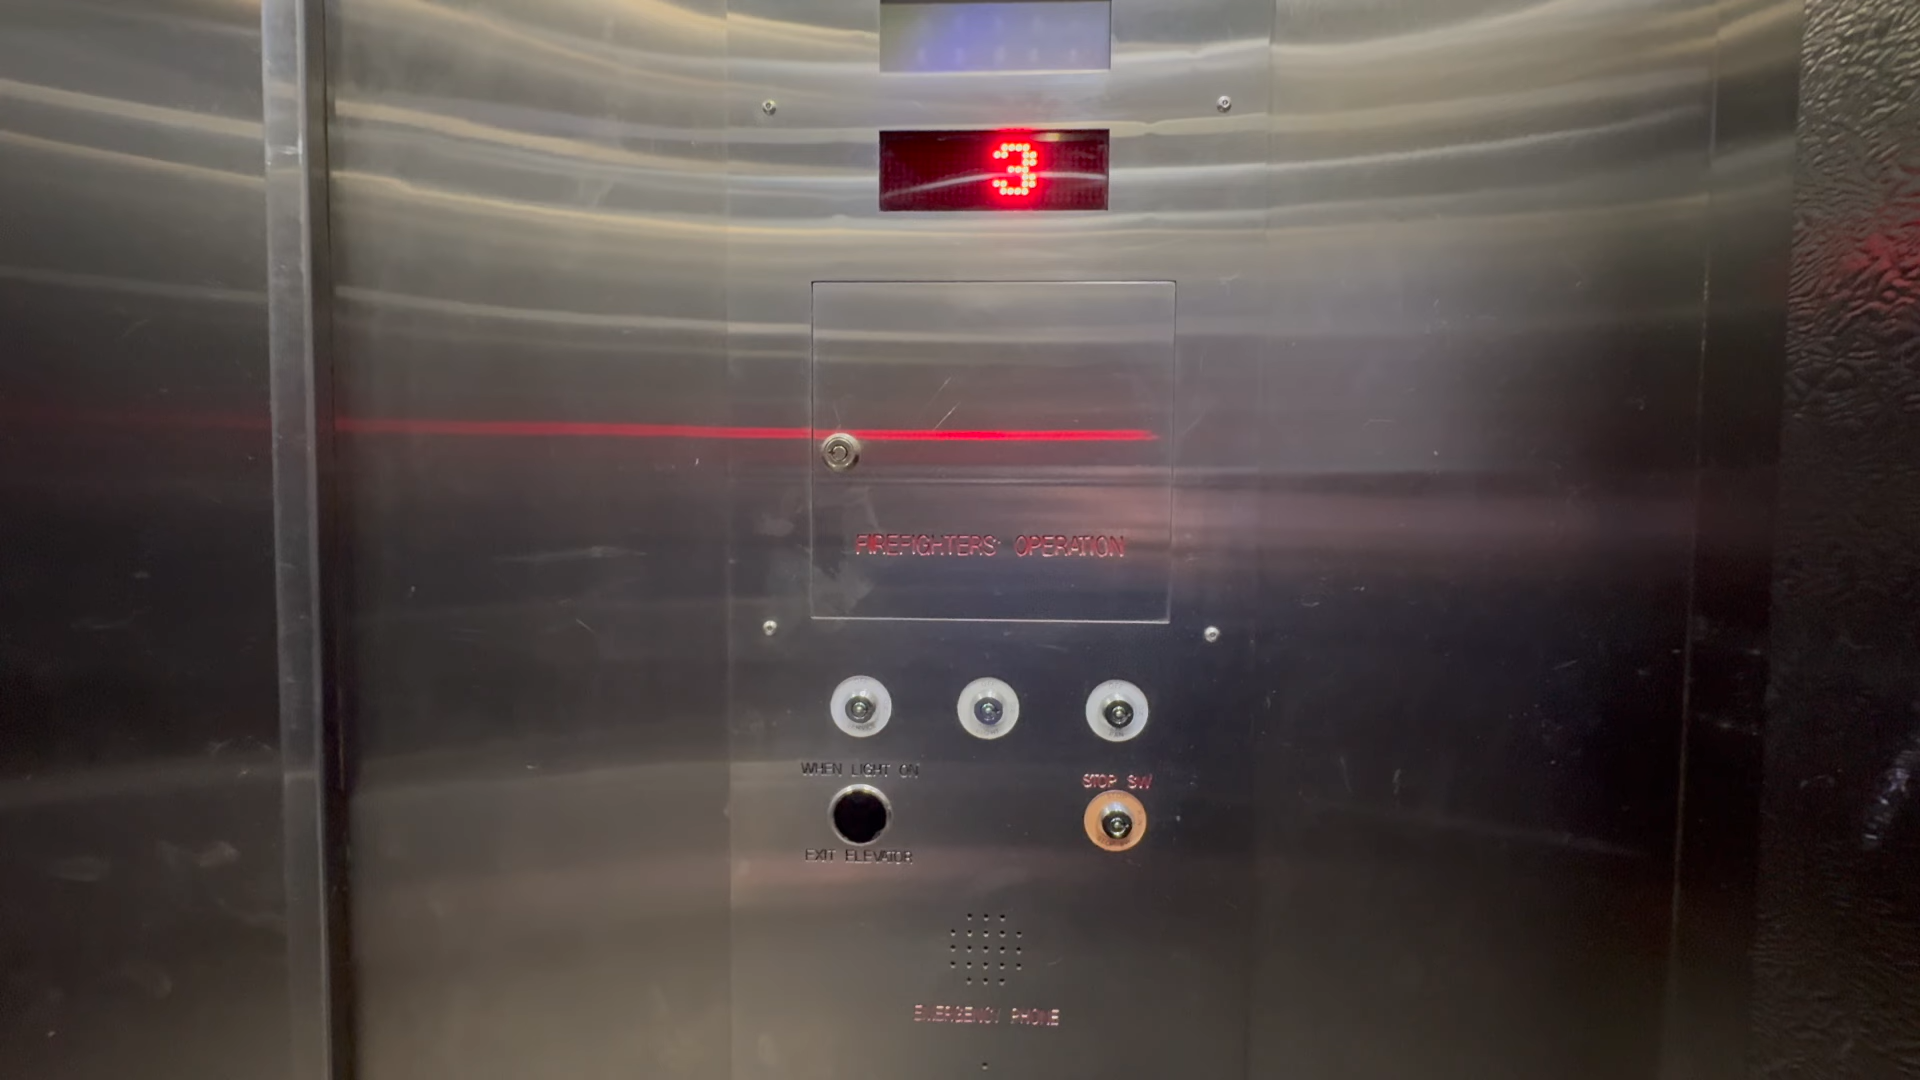 3
FIREFIGHTERS' OPERATION
WHEN LIGHT ON
STOP SW
EXIT ELEVATOR
EMERGENCY PHONE